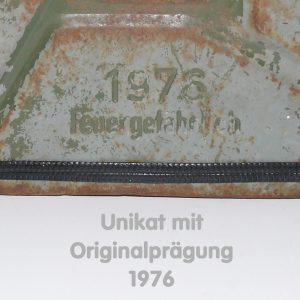 1976
Feuergefährlich
Unikat mit
Originalprägung
1976